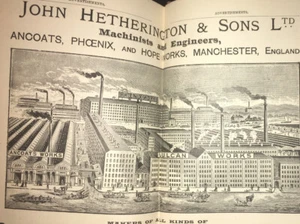 ADVERTISEMENTS.
ADVERTISEMENTS.
JOHN HETHERINGTON & SONS LTD
Machinists and Engineers,
ANCOATS, PHŒNIX, AND HOPE WORKS, MANCHESTER, ENGLAND
ANCOATS WORKS
VULCAN WORKS
MAKERS OF ALL KINDS OF